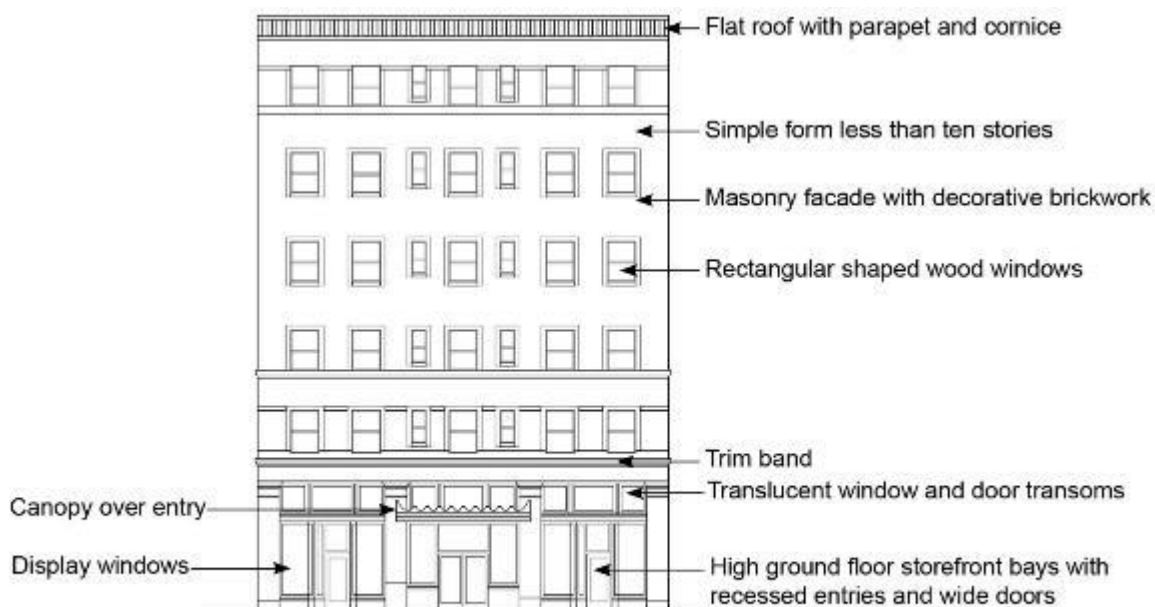 Flat roof with parapet and cornice
Simple form less than ten stories
Masonry facade with decorative brickwork
Rectangular shaped wood windows
Trim band
Translucent window and door transoms
Canopy over entry
Display windows
High ground floor storefront bays with
recessed entries and wide doors